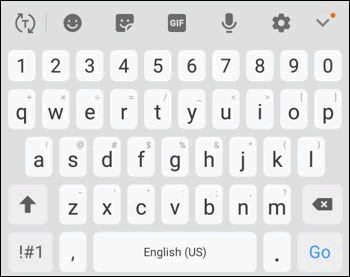 T GIF
1 2 3 4 5 6 7 8 9 0
+ × ÷ = / _ < > [ ]
q w e r t y u i o p
! @ # $ % & * ( )
a s d f g h j k l
- ' " : ; , ?
z x c v b n m
!#1 , English (US) . Go